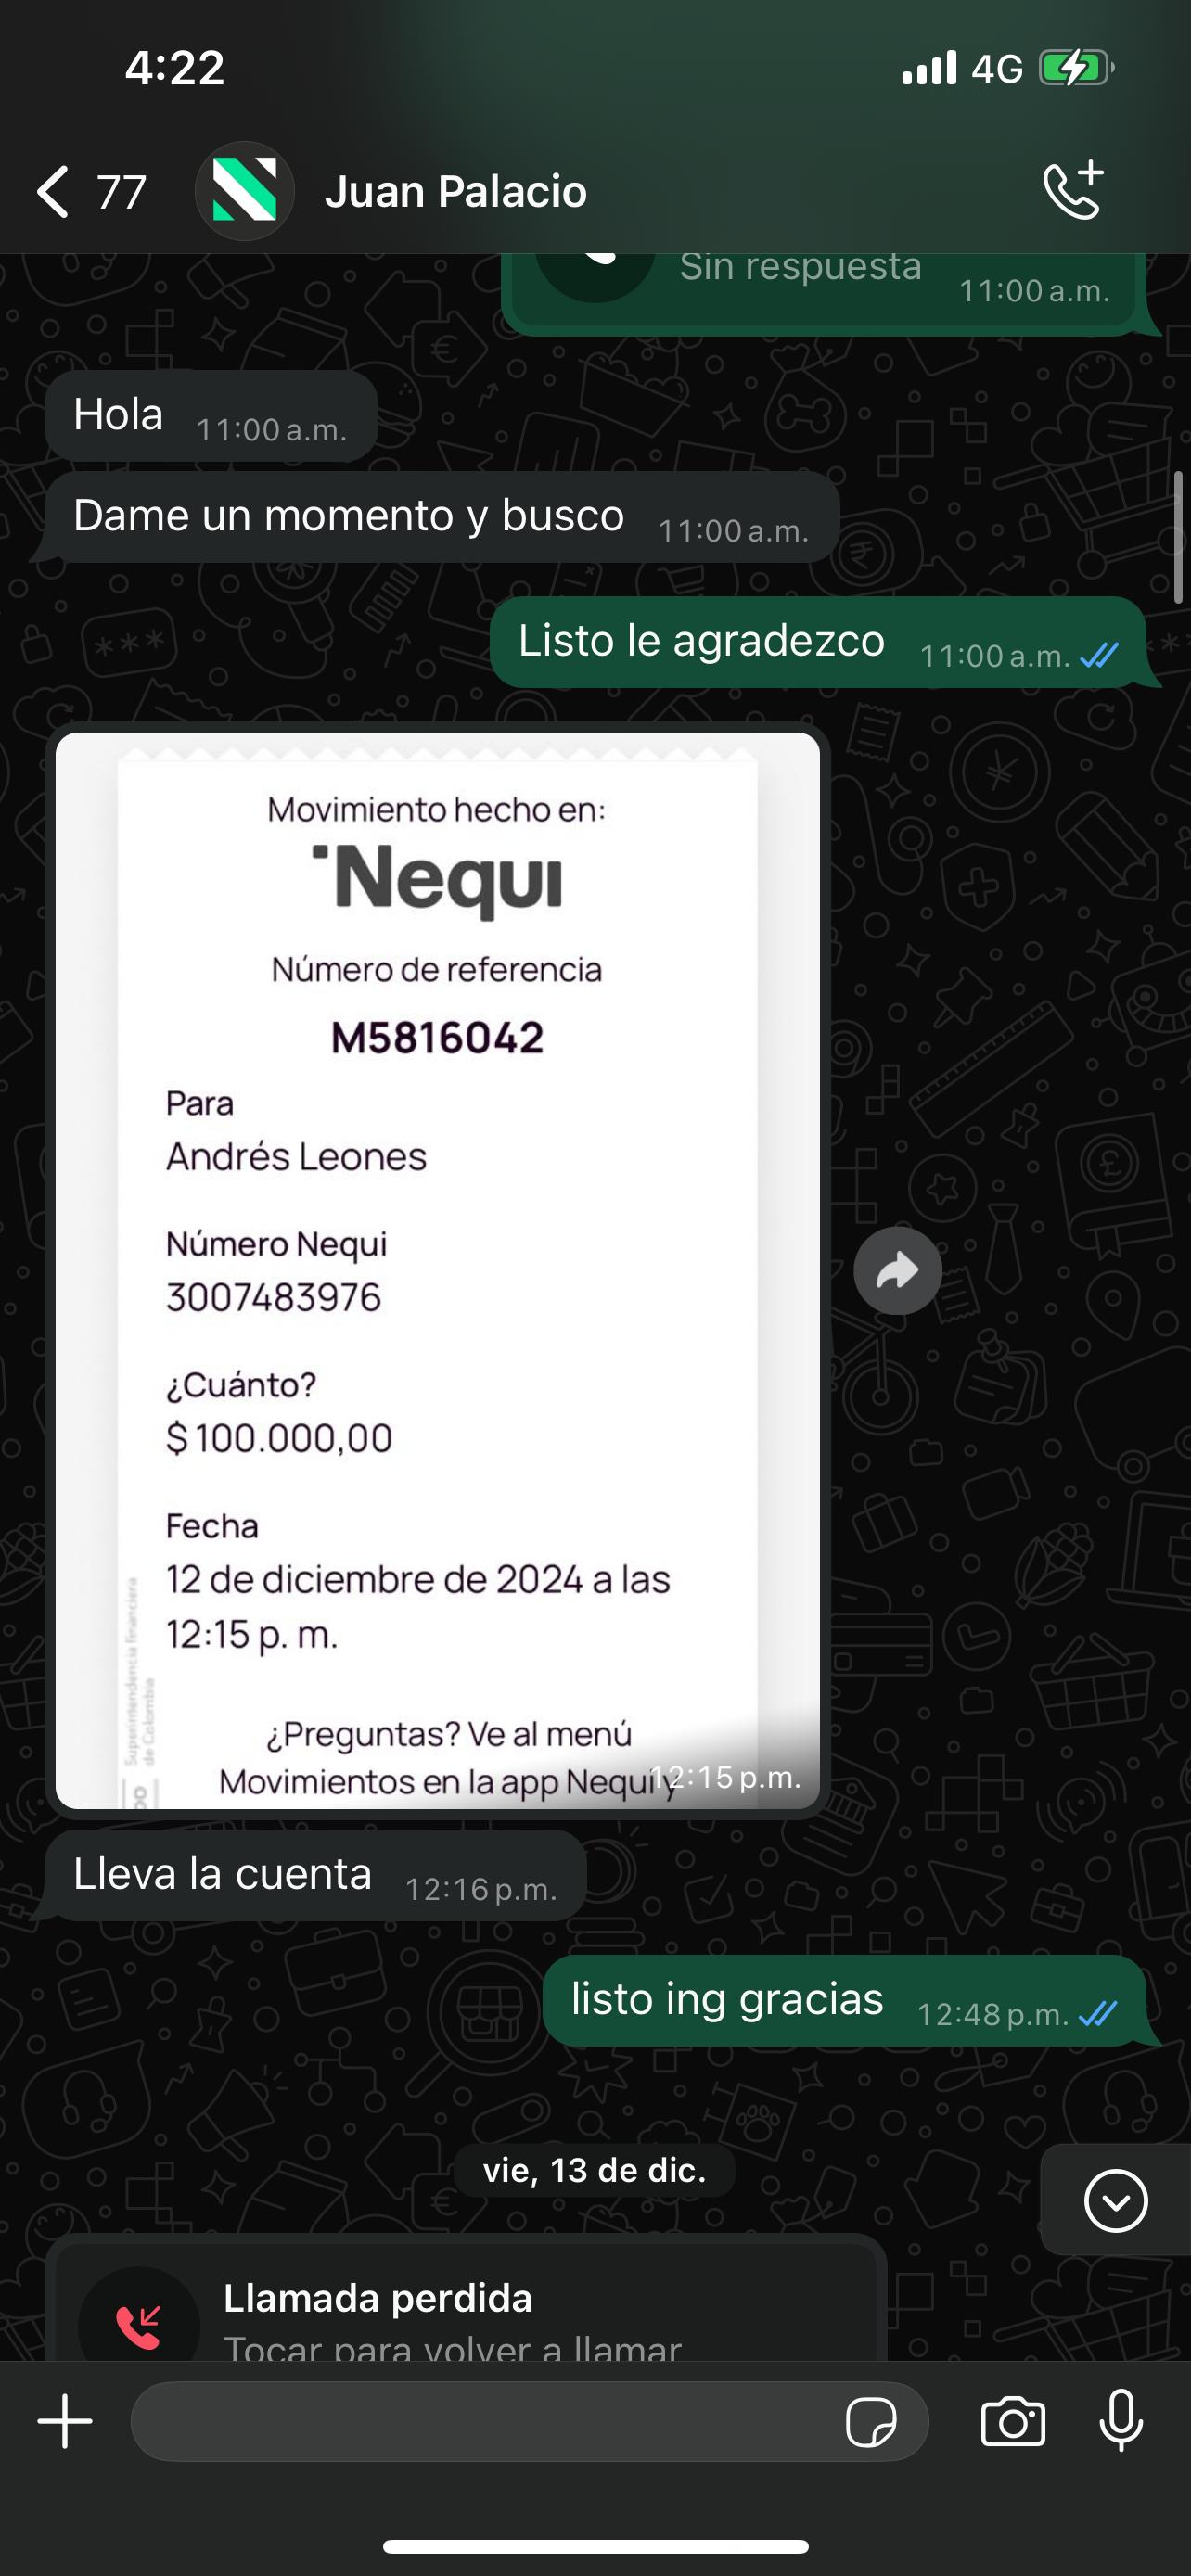 4:22
4G
77
Juan Palacio
Sin respuesta
11:00 a.m.
Hola 11:00 a.m.
Dame un momento y busco 11:00 a.m.
Listo le agradezco 11:00 a.m.
Movimiento hecho en:
Nequi
Número de referencia
M5816042
Para
Andrés Leones
Número Nequi
3007483976
¿Cuánto?
$ 100.000,00
Fecha
12 de diciembre de 2024 a las
12:15 p. m.
Superintendencia financiera
de Colombia
¿Preguntas? Ve al menú
Movimientos en la app Nequi y
12:15 p.m.
Lleva la cuenta 12:16 p.m.
listo ing gracias 12:48 p.m.
vie, 13 de dic.
Llamada perdida
Tocar para volver a llamar